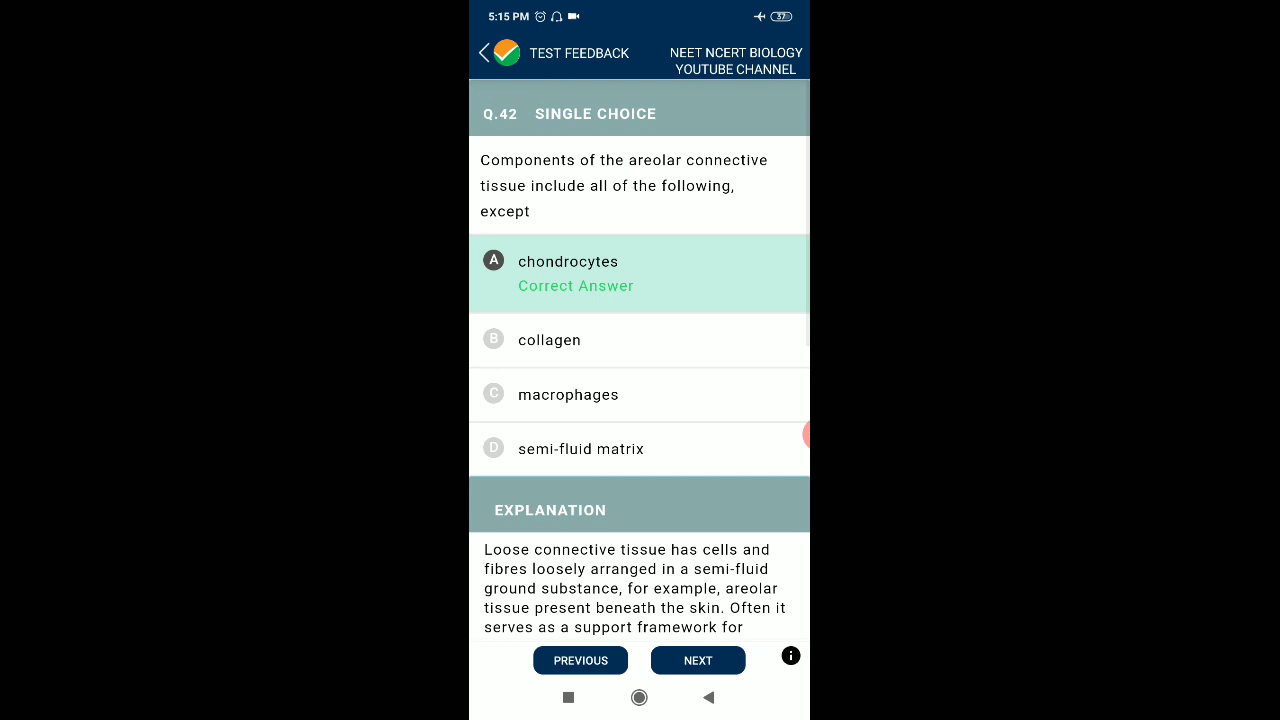 5:15 PM
37
TEST FEEDBACK
NEET NCERT BIOLOGY
YOUTUBE CHANNEL
Q.42 SINGLE CHOICE
Components of the areolar connective
tissue include all of the following,
except
A chondrocytes
Correct Answer
B collagen
C macrophages
D semi-fluid matrix
EXPLANATION
Loose connective tissue has cells and
fibres loosely arranged in a semi-fluid
ground substance, for example, areolar
tissue present beneath the skin. Often it
serves as a support framework for
PREVIOUS
NEXT